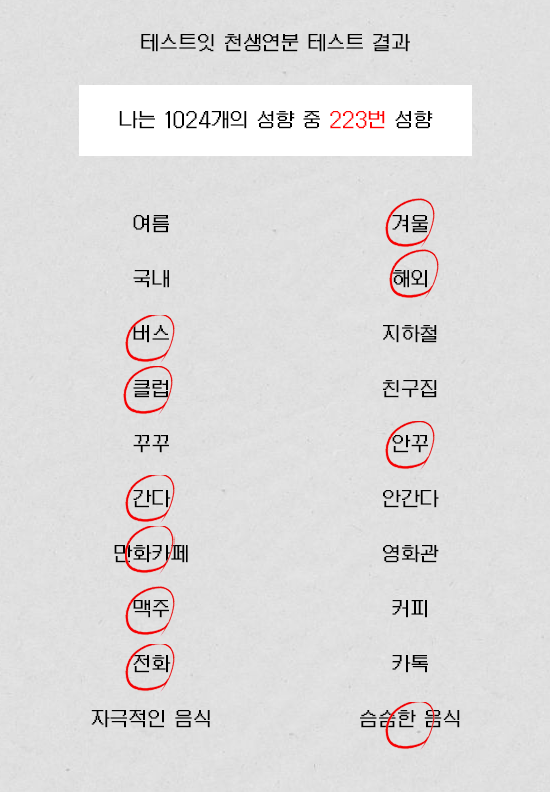 테스트잇 천생연분 테스트 결과
나는 1024개의 성향 중 223번 성향
여름 겨울
국내 해외
버스 지하철
클럽 친구집
꾸꾸 안꾸
간다 안간다
만화카페 영화관
맥주 커피
전화 카톡
자극적인 음식 슴슴한 음식